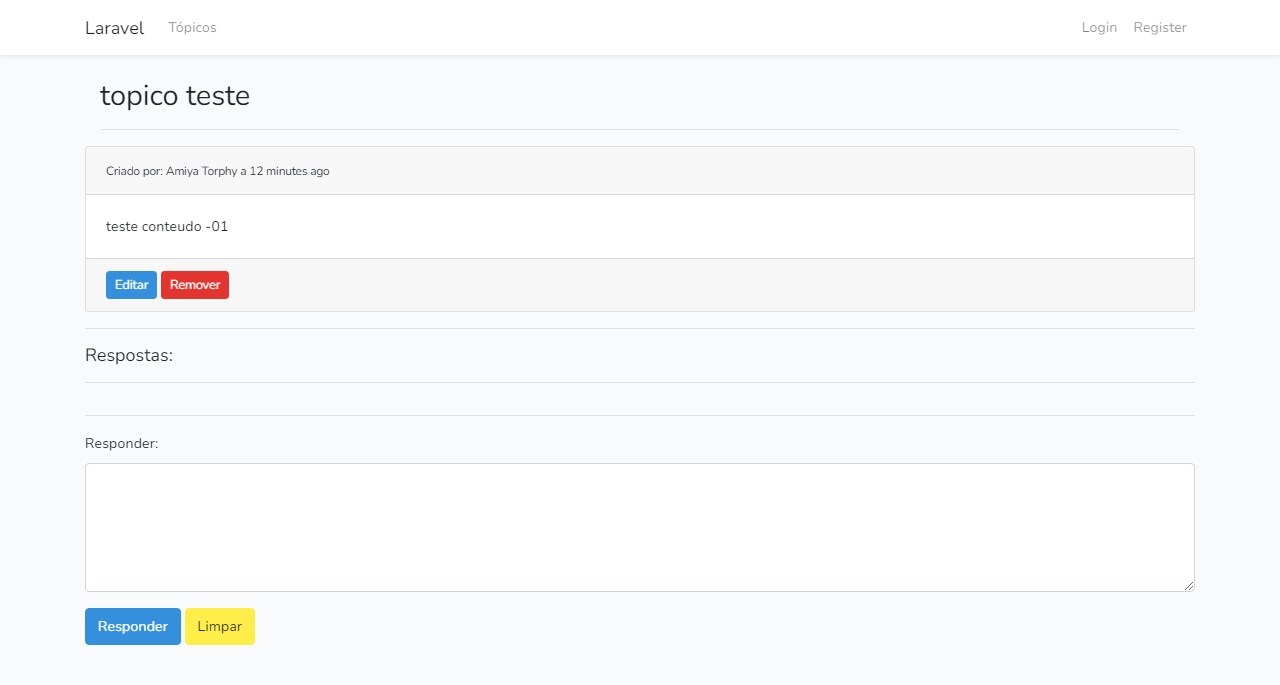 Laravel Tópicos Login Register
topico teste
Criado por: Amiya Torphy a 12 minutes ago
teste conteudo -01
Editar Remover
Respostas:
Responder:
Responder Limpar